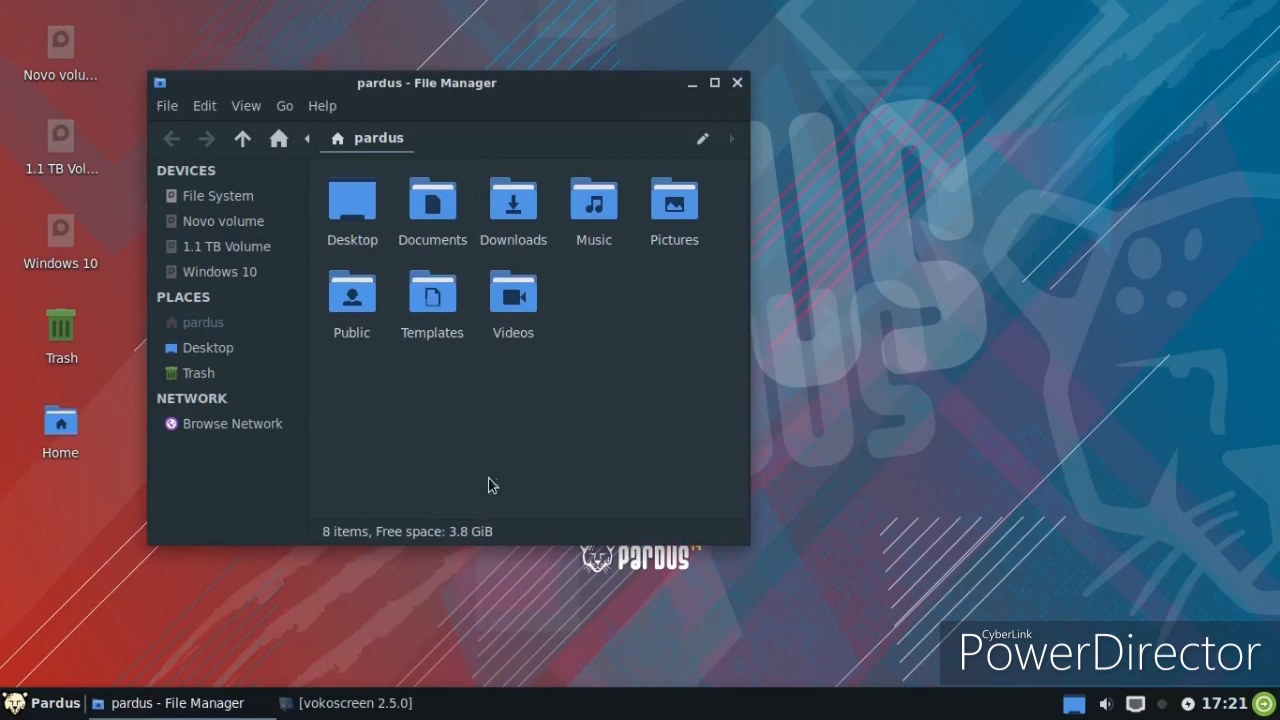 Novo volu...
1.1 TB Vol...
Windows 10
Trash
Home
pardus - File Manager
File Edit View Go Help
pardus
DEVICES
File System
Novo volume
1.1 TB Volume
Windows 10
PLACES
pardus
Desktop
Trash
NETWORK
Browse Network
Desktop Documents Downloads Music Pictures
Public Templates Videos
8 items, Free space: 3.8 GiB
PARDUS
CyberLink
PowerDirector
Pardus pardus - File Manager [vokoscreen 2.5.0] 17:21